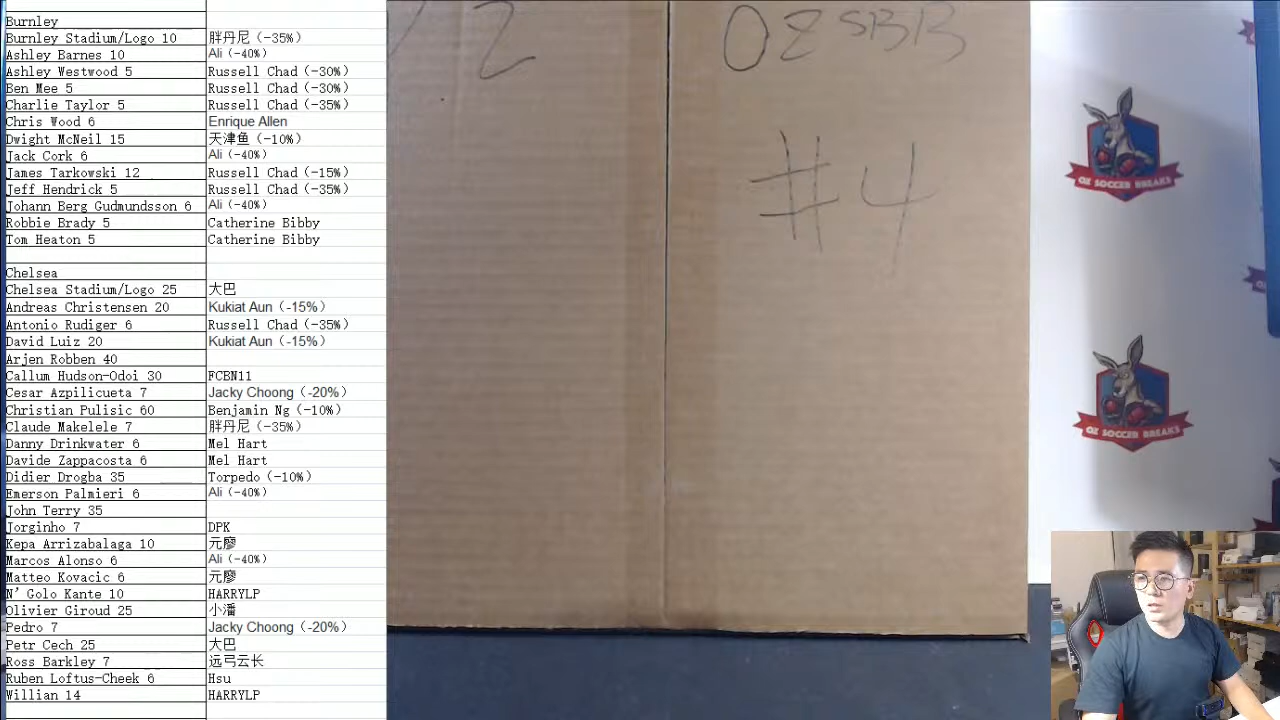 Burnley
Burnley Stadium/Logo 10 胖丹尼（-35%）
Ashley Barnes 10 Ali（-40%）
Ashley Westwood 5 Russell Chad（-30%）
Ben Mee 5 Russell Chad（-30%）
Charlie Taylor 5 Russell Chad（-35%）
Chris Wood 6 Enrique Allen
Dwight McNeil 15 天津鱼（-10%）
Jack Cork 6 Ali（-40%）
James Tarkowski 12 Russell Chad（-15%）
Jeff Hendrick 5 Russell Chad（-35%）
Johann Berg Gudmundsson 6 Ali（-40%）
Robbie Brady 5 Catherine Bibby
Tom Heaton 5 Catherine Bibby
Chelsea
Chelsea Stadium/Logo 25 大巴
Andreas Christensen 20 Kukiat Aun（-15%）
Antonio Rudiger 6 Russell Chad（-35%）
David Luiz 20 Kukiat Aun（-15%）
Arjen Robben 40
Callum Hudson-Odoi 30 FCBN11
Cesar Azpilicueta 7 Jacky Choong（-20%）
Christian Pulisic 60 Benjamin Ng（-10%）
Claude Makelele 7 胖丹尼（-35%）
Danny Drinkwater 6 Mel Hart
Davide Zappacosta 6 Mel Hart
Didier Drogba 35 Torpedo（-10%）
Emerson Palmieri 6 Ali（-40%）
John Terry 35
Jorginho 7 DPK
Kepa Arrizabalaga 10 元廖
Marcos Alonso 6 Ali（-40%）
Matteo Kovacic 6 元廖
N'Golo Kante 10 HARRYLP
Olivier Giroud 25 小潘
Pedro 7 Jacky Choong（-20%）
Petr Cech 25 大巴
Ross Barkley 7 远弓云长
Ruben Loftus-Cheek 6 Hsu
Willian 14 HARRYLP
2
OZSBB
#4
OZ SOCCER BREAKS
OZ SOCCER BREAKS